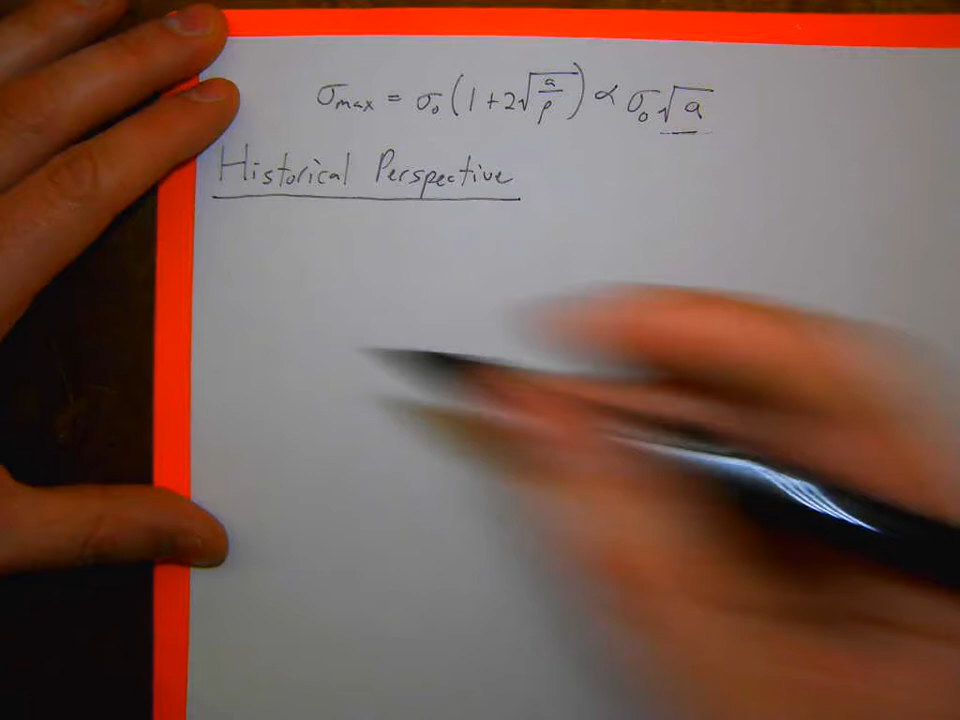 σmax = σ₀(1+2√(a/ρ)) ∝ σ₀√a
Historical Perspective